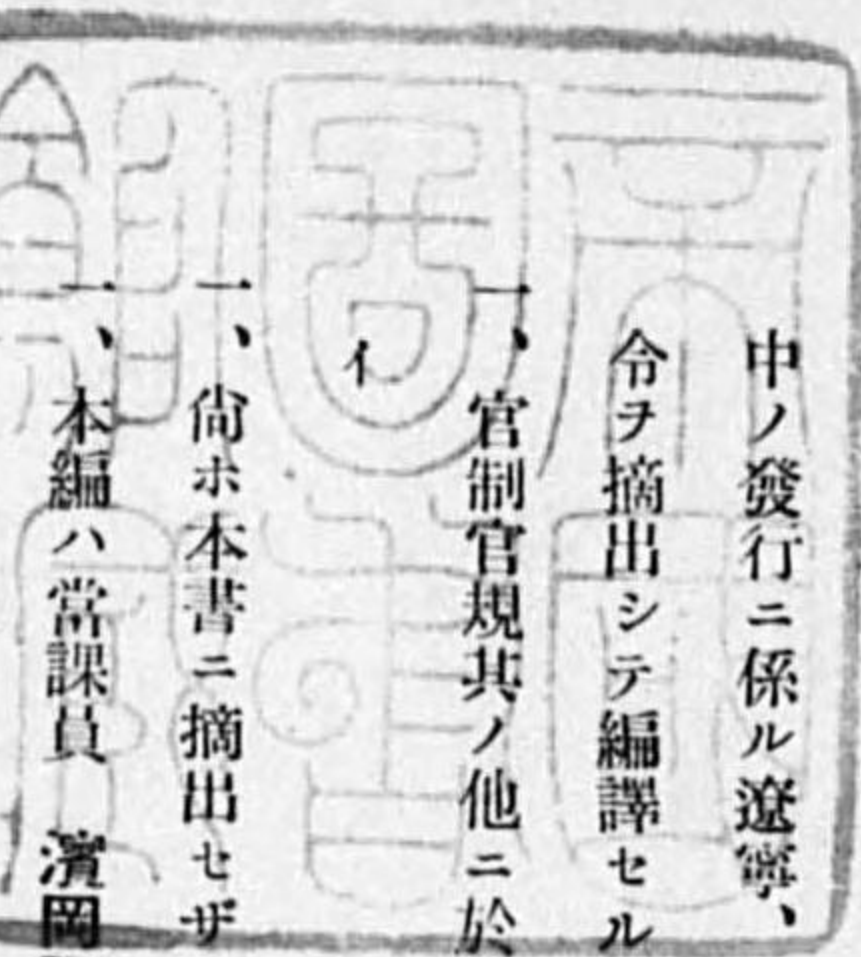 中ノ發行ニ係ル遼寧、
令ヲ摘出シテ編譯セル
一、官制官規其ノ他ニ於
イ
一、尙ホ本書ニ摘出セザ
一、本編ハ當課員 濱岡